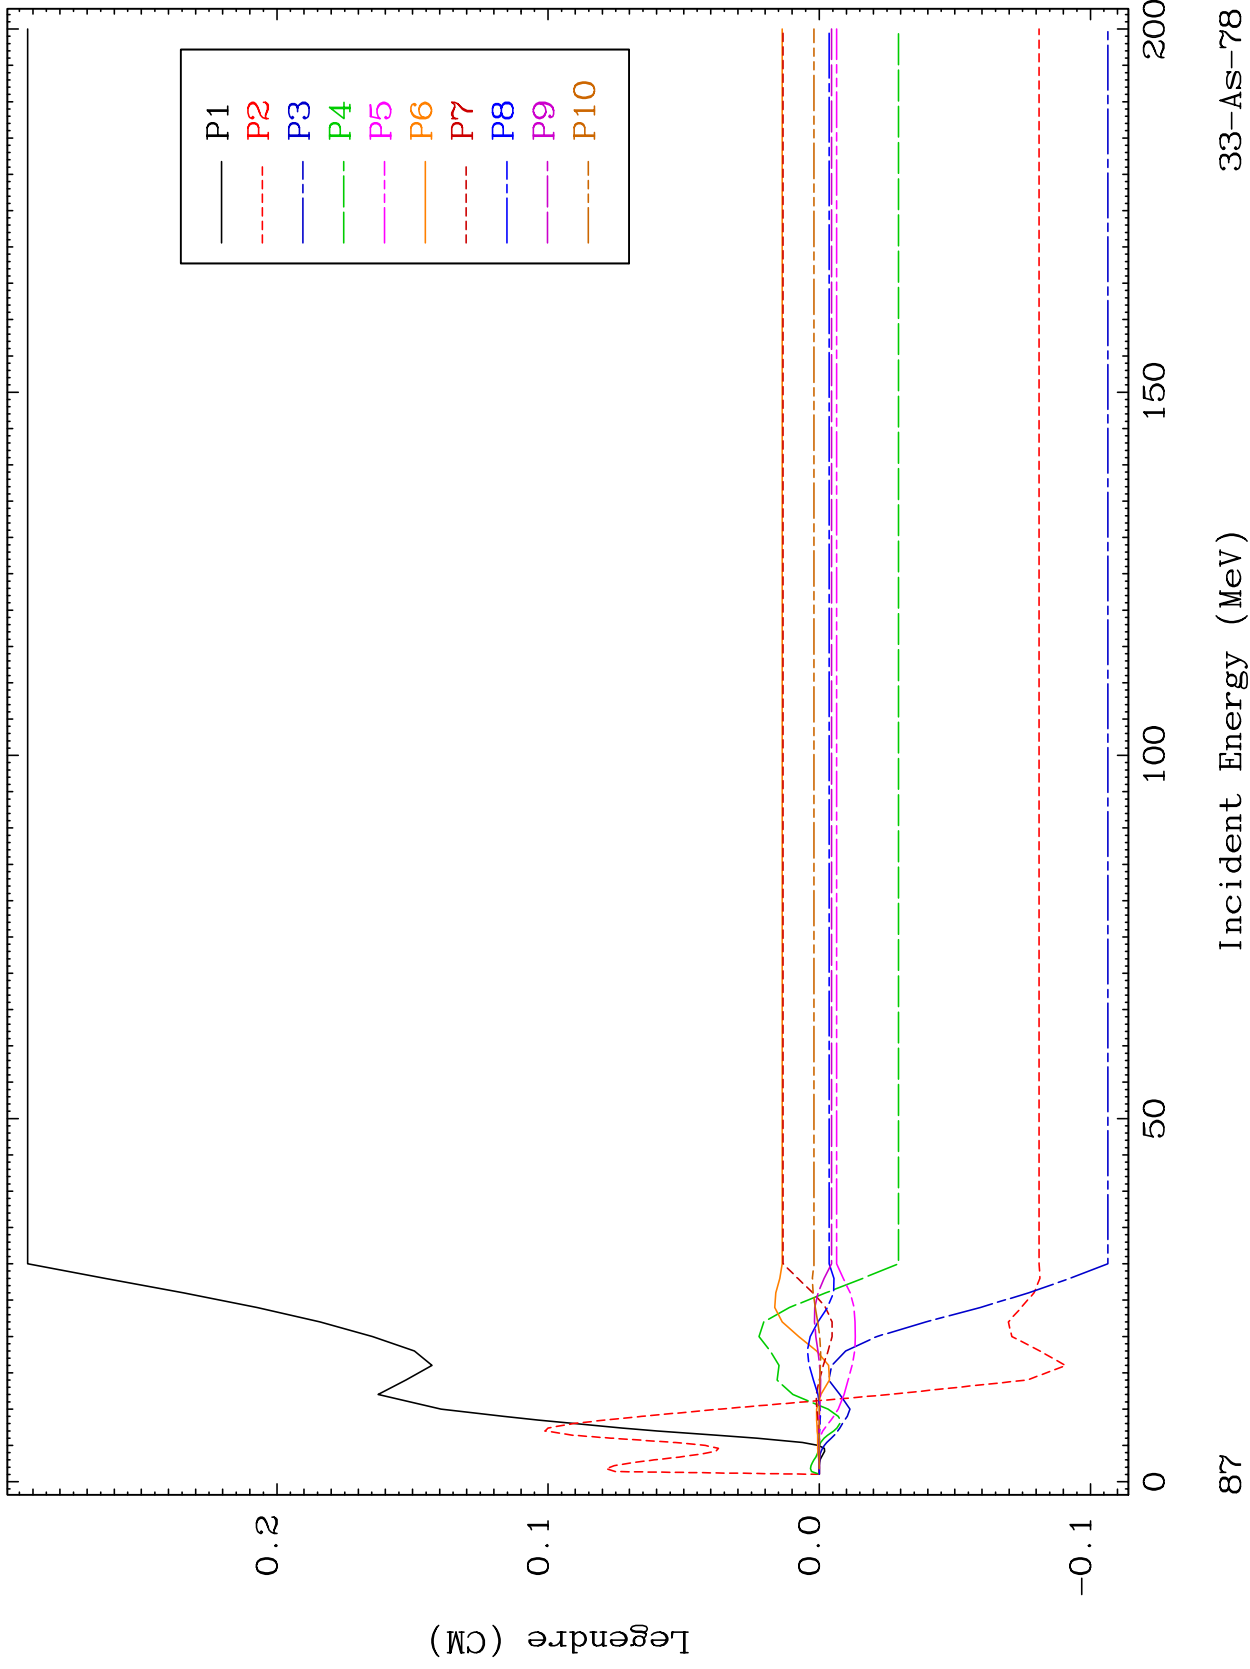 P1
P2
P3
P4
P5
P6
P7
P8
P9
P10
0.2
0.1
0.0
-0.1
Legendre (CM)
0
50
100
150
200
Incident Energy (MeV)
87
33-As-78